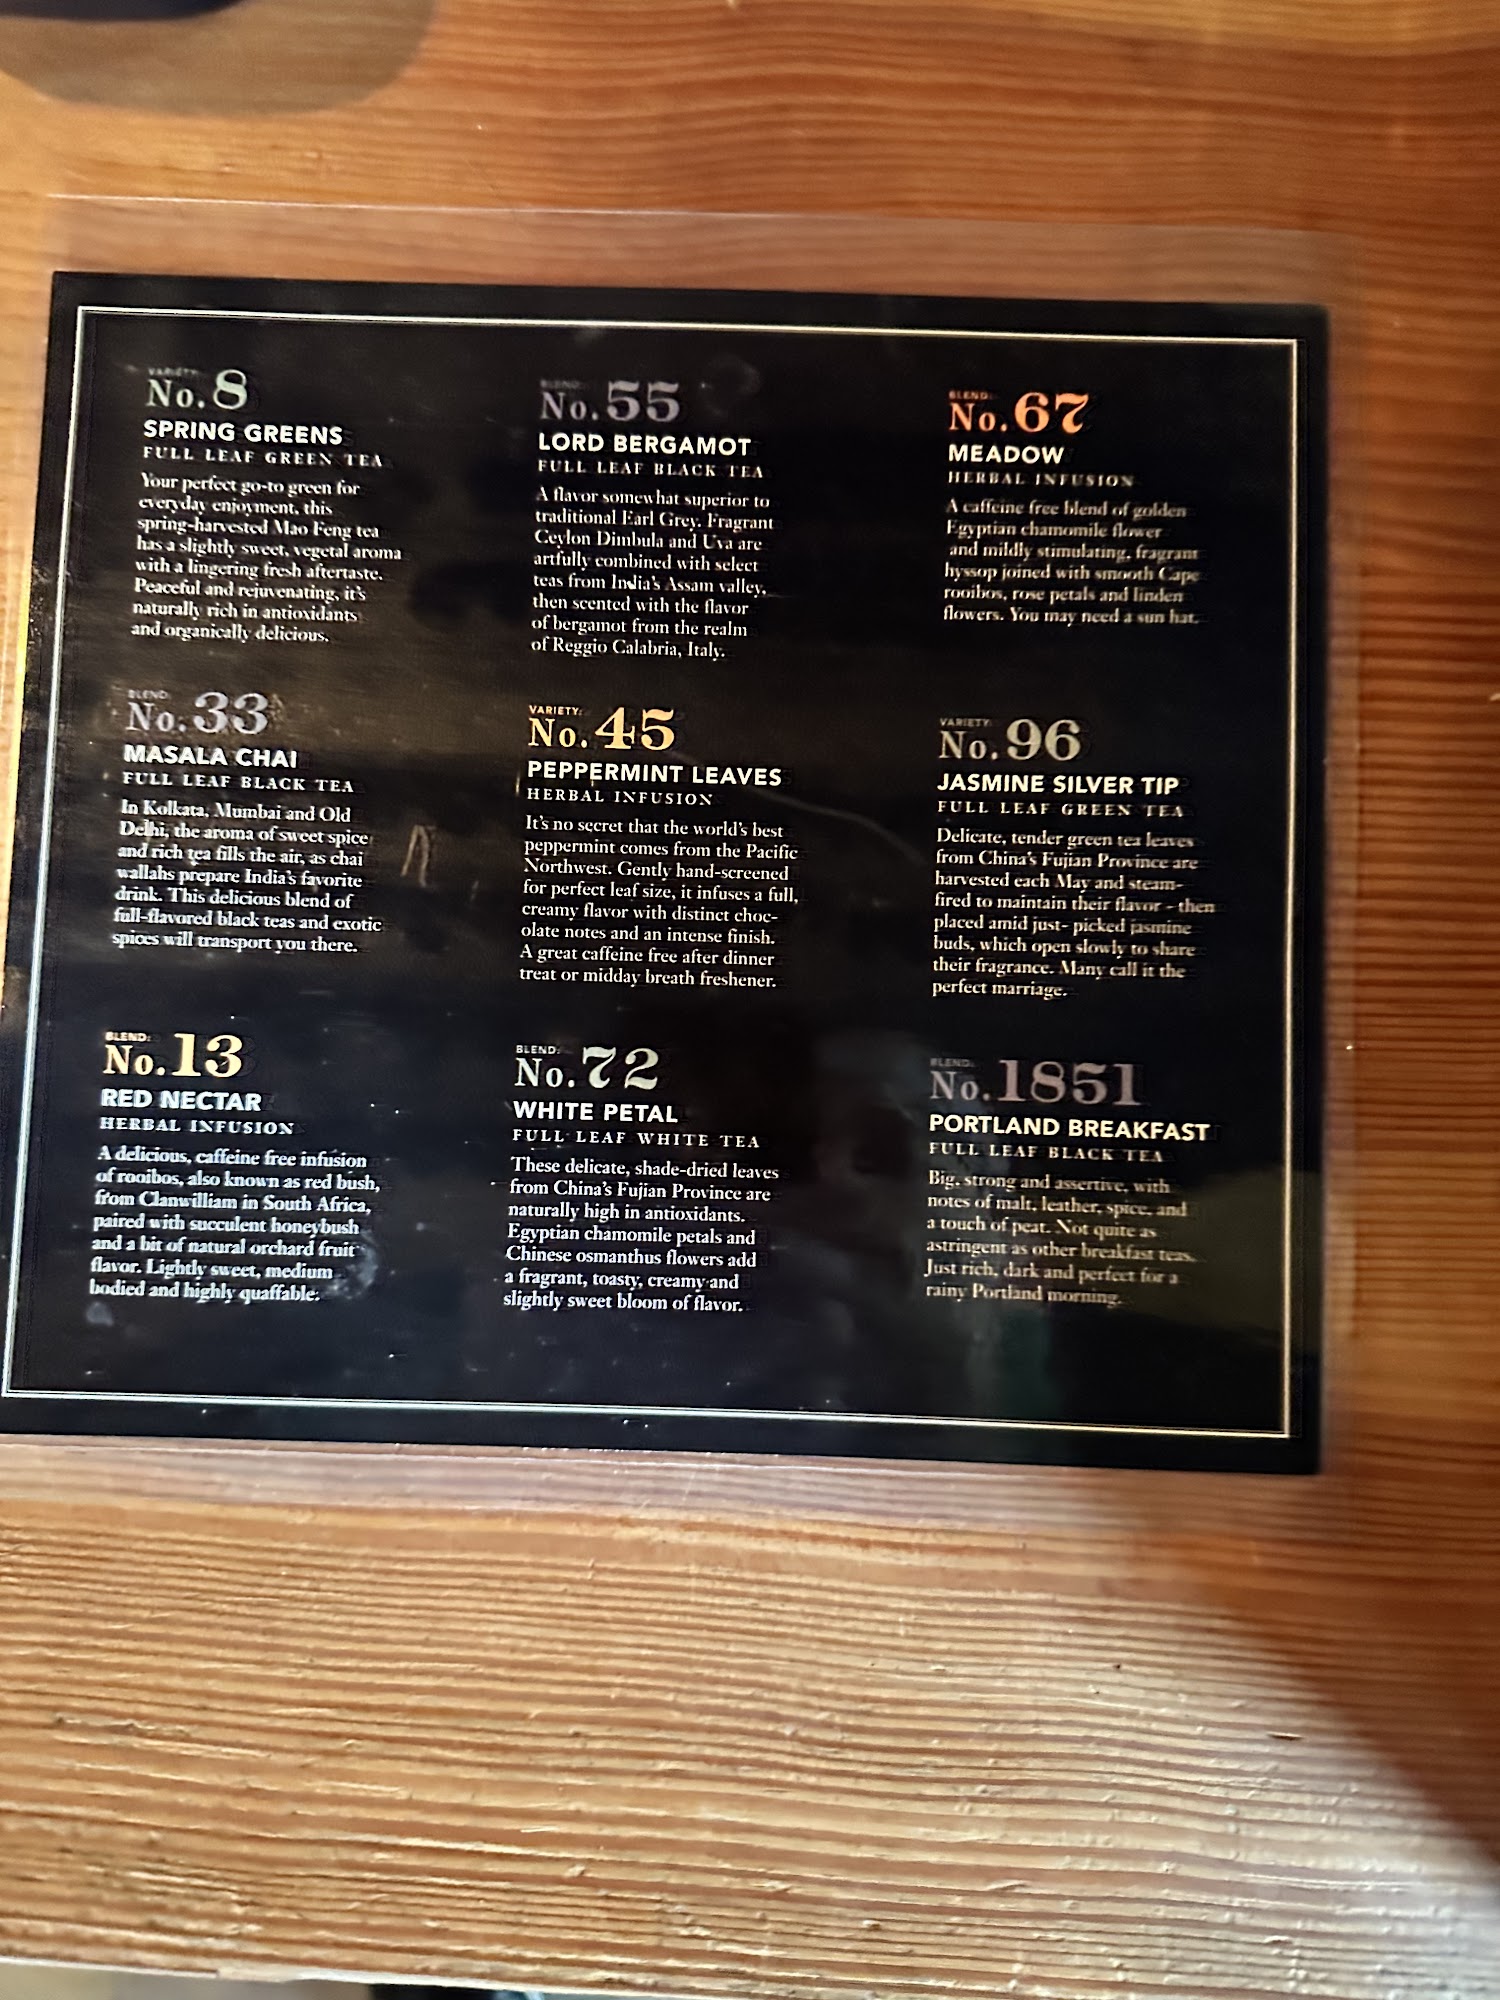 VARIETY:
No. 8
SPRING GREENS
FULL LEAF GREEN TEA
Your perfect go-to green for
everyday enjoyment, this
spring-harvested Mao Feng tea
has a slightly sweet, vegetal aroma
with a lingering fresh aftertaste.
Peaceful and rejuvenating, it's
naturally rich in antioxidants
and organically delicious.
BLEND:
No. 55
LORD BERGAMOT
FULL LEAF BLACK TEA
A flavor somewhat superior to
traditional Earl Grey. Fragrant
Ceylon Dimbula and Uva are
artfully combined with select
teas from India's Assam valley,
then scented with the flavor
of bergamot from the realm
of Reggio Calabria, Italy.
BLEND:
No. 67
MEADOW
HERBAL INFUSION
A caffeine free blend of golden
Egyptian chamomile flower
and mildly stimulating, fragrant
hyssop joined with smooth Cape
rooibos, rose petals and linden
flowers. You may need a sun hat.
BLEND:
No. 33
MASALA CHAI
FULL LEAF BLACK TEA
In Kolkata, Mumbai and Old
Delhi, the aroma of sweet spice
and rich tea fills the air, as chai
wallahs prepare India's favorite
drink. This delicious blend of
full-flavored black teas and exotic
spices will transport you there.
VARIETY:
No. 45
PEPPERMINT LEAVES
HERBAL INFUSION
It's no secret that the world's best
peppermint comes from the Pacific
Northwest. Gently hand-screened
for perfect leaf size, it infuses a full,
creamy flavor with distinct choc-
olate notes and an intense finish.
A great caffeine free after dinner
treat or midday breath freshener.
VARIETY:
No. 96
JASMINE SILVER TIP
FULL LEAF GREEN TEA
Delicate, tender green tea leaves
from China's Fujian Province are
harvested each May and steam-
fired to maintain their flavor - then
placed amid just- picked jasmine
buds, which open slowly to share
their fragrance. Many call it the
perfect marriage.
BLEND:
No. 13
RED NECTAR
HERBAL INFUSION
A delicious, caffeine free infusion
of rooibos, also known as red bush,
from Clanwilliam in South Africa,
paired with succulent honeybush
and a bit of natural orchard fruit
flavor. Lightly sweet, medium
bodied and highly quaffable.
BLEND:
No. 72
WHITE PETAL
FULL LEAF WHITE TEA
These delicate, shade-dried leaves
from China's Fujian Province are
naturally high in antioxidants.
Egyptian chamomile petals and
Chinese osmanthus flowers add
a fragrant, toasty, creamy and
slightly sweet bloom of flavor.
BLEND:
No. 1851
PORTLAND BREAKFAST
FULL LEAF BLACK TEA
Big, strong and assertive, with
notes of malt, leather, spice, and
a touch of peat. Not quite as
astringent as other breakfast teas.
Just rich, dark and perfect for a
rainy Portland morning.